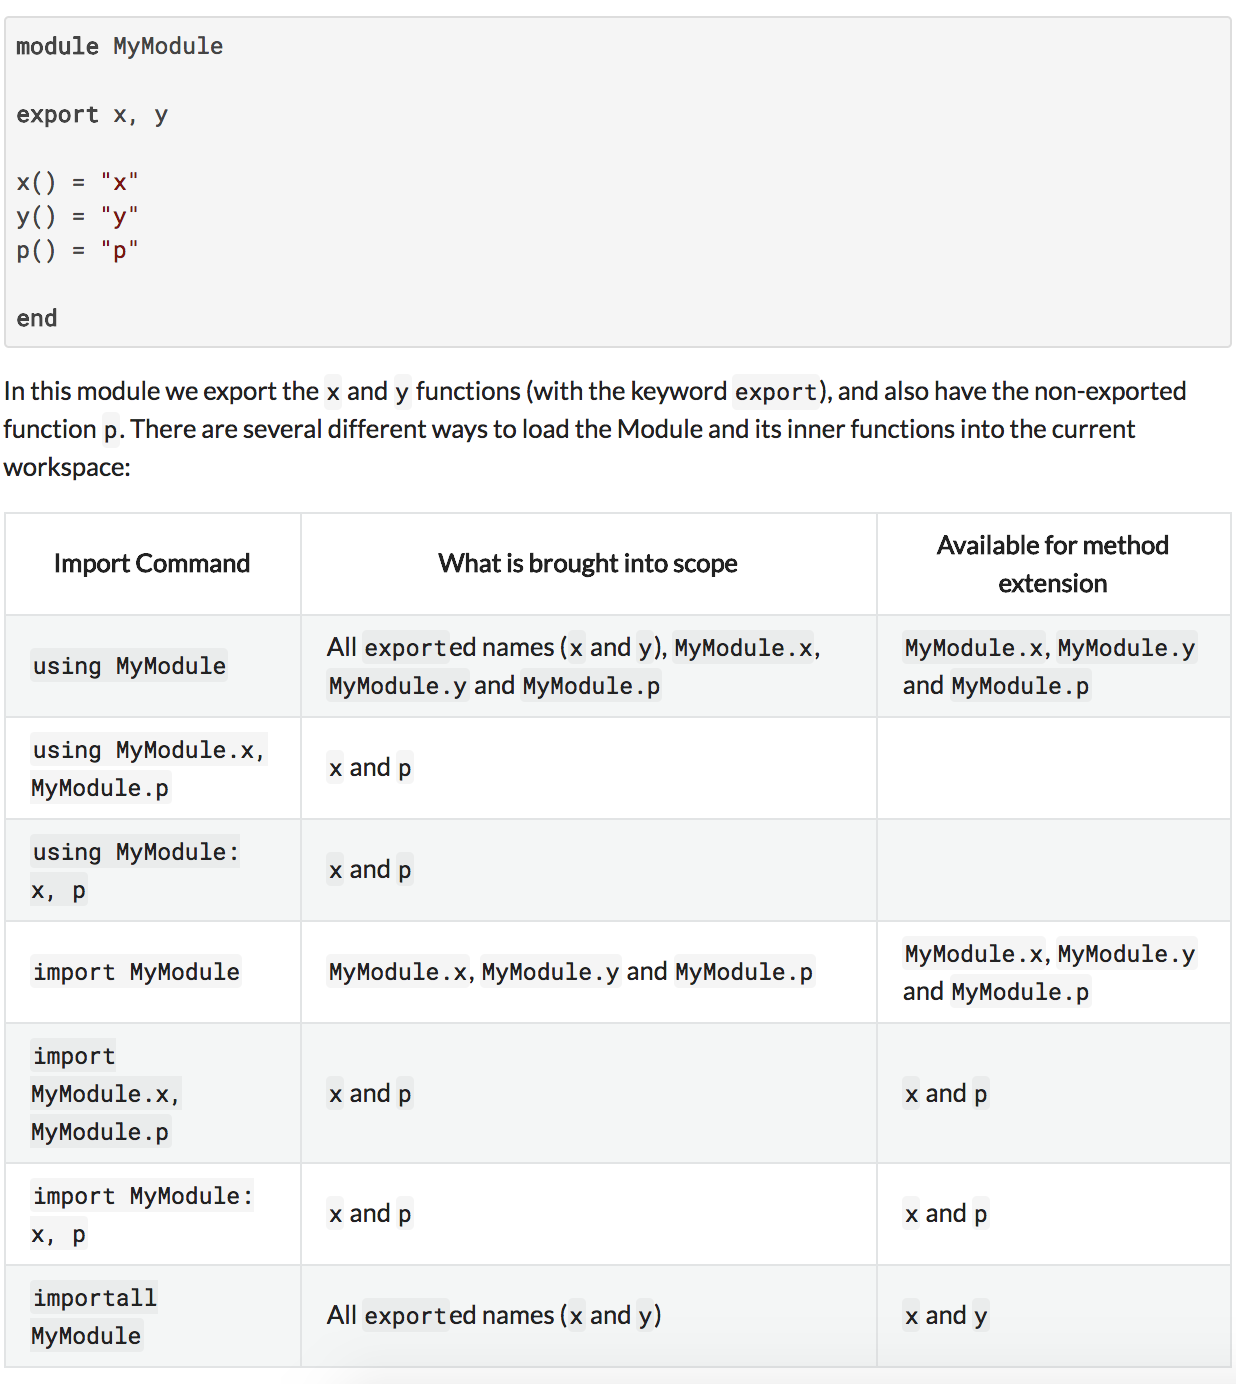 module MyModule
export x, y
x() = "x"
y() = "y"
p() = "p"
end
In this module we export the x and y functions (with the keyword export), and also have the non-exported
function p. There are several different ways to load the Module and its inner functions into the current
workspace:
Import Command
What is brought into scope
Available for method
extension
using MyModule
All exported names (x and y), MyModule.x,
MyModule.y and MyModule.p
MyModule.x, MyModule.y
and MyModule.p
using MyModule.x,
MyModule.p
x and p
using MyModule:
x, p
x and p
import MyModule
MyModule.x, MyModule.y and MyModule.p
MyModule.x, MyModule.y
and MyModule.p
import
MyModule.x,
MyModule.p
x and p
x and p
import MyModule:
x, p
x and p
x and p
importall
MyModule
All exported names (x and y)
x and y